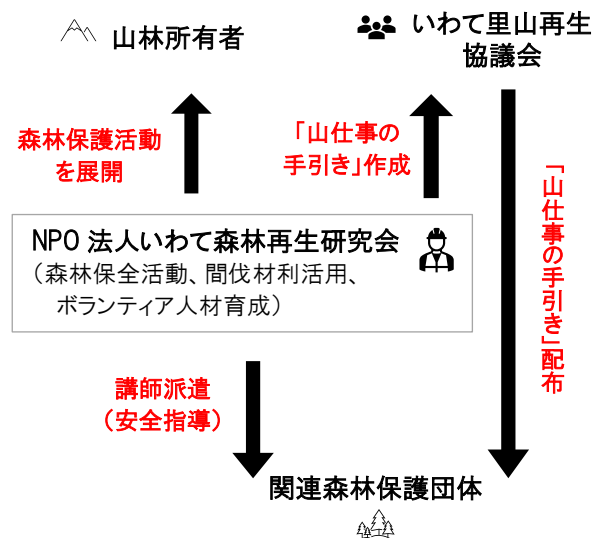 山林所有者
いわて里山再生
協議会
森林保護活動
を展開
「山仕事の
手引き」作成
「山仕事の手引き」配布
NPO 法人いわて森林再生研究会
（森林保全活動、間伐材利活用、
ボランティア人材育成）
講師派遣
（安全指導）
関連森林保護団体